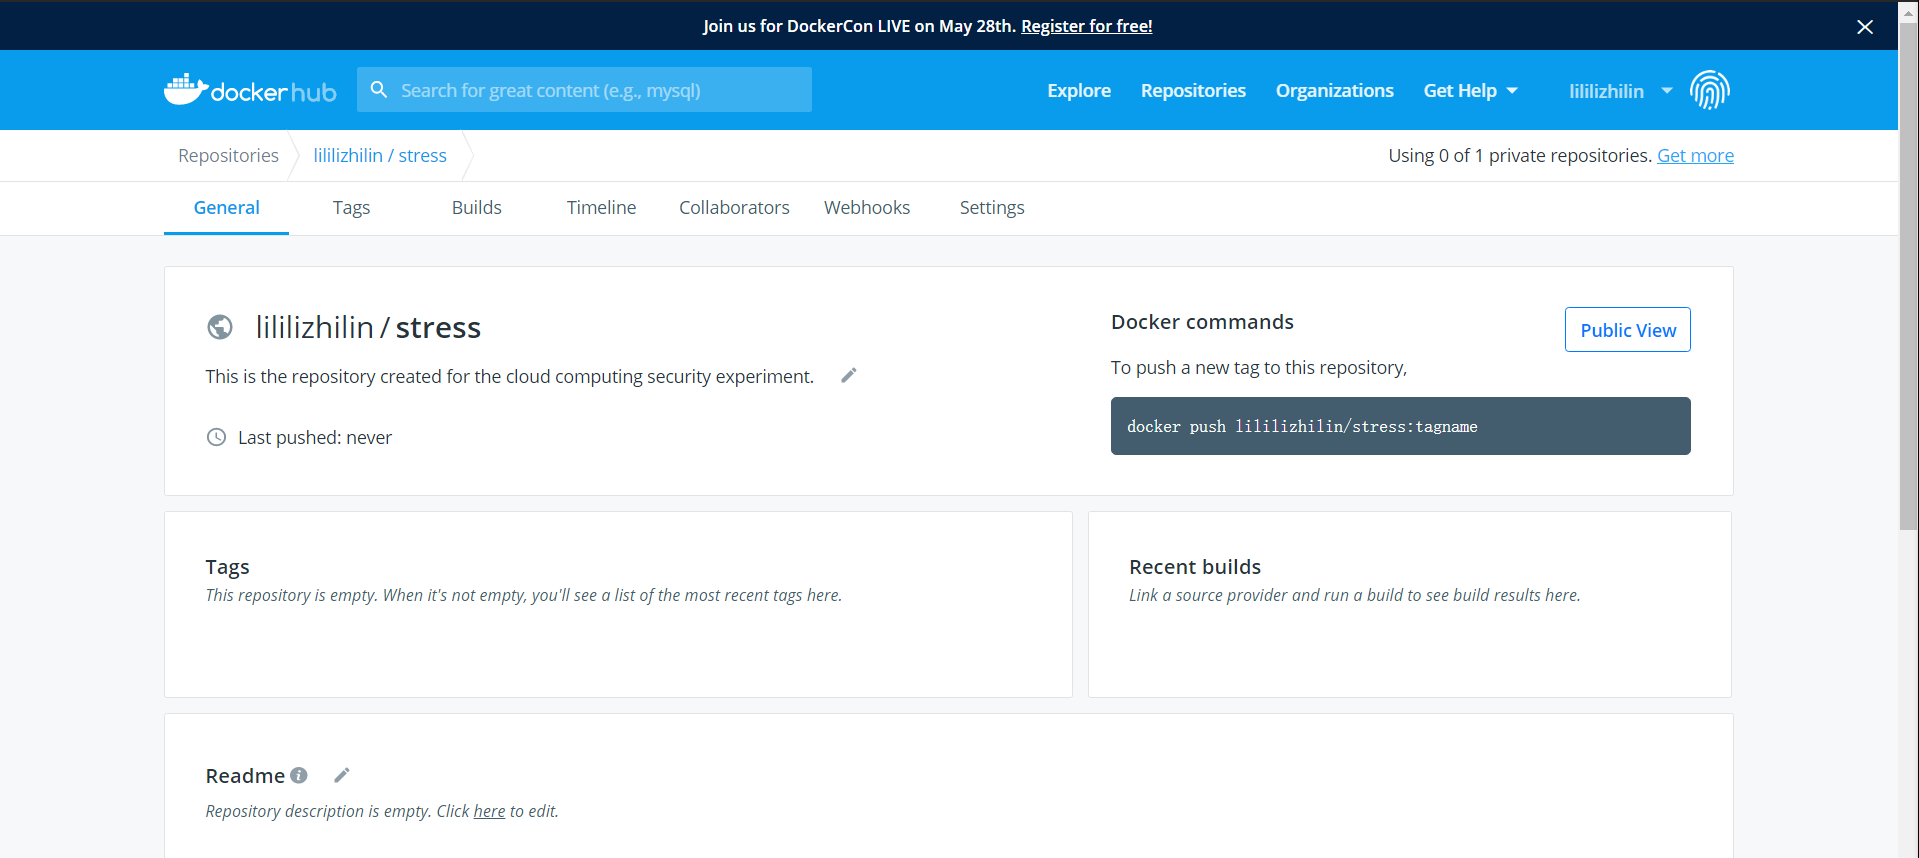 Join us for DockerCon LIVE on May 28th. Register for free!
dockerhub
Search for great content (e.g., mysql)
Explore
Repositories
Organizations
Get Help
lililizhilin
Repositories
lililizhilin / stress
Using 0 of 1 private repositories. Get more
General
Tags
Builds
Timeline
Collaborators
Webhooks
Settings
lililizhilin / stress
This is the repository created for the cloud computing security experiment.
Last pushed: never
Docker commands
Public View
To push a new tag to this repository,
docker push lililizhilin/stress:tagname
Tags
This repository is empty. When it's not empty, you'll see a list of the most recent tags here.
Recent builds
Link a source provider and run a build to see build results here.
Readme
Repository description is empty. Click here to edit.